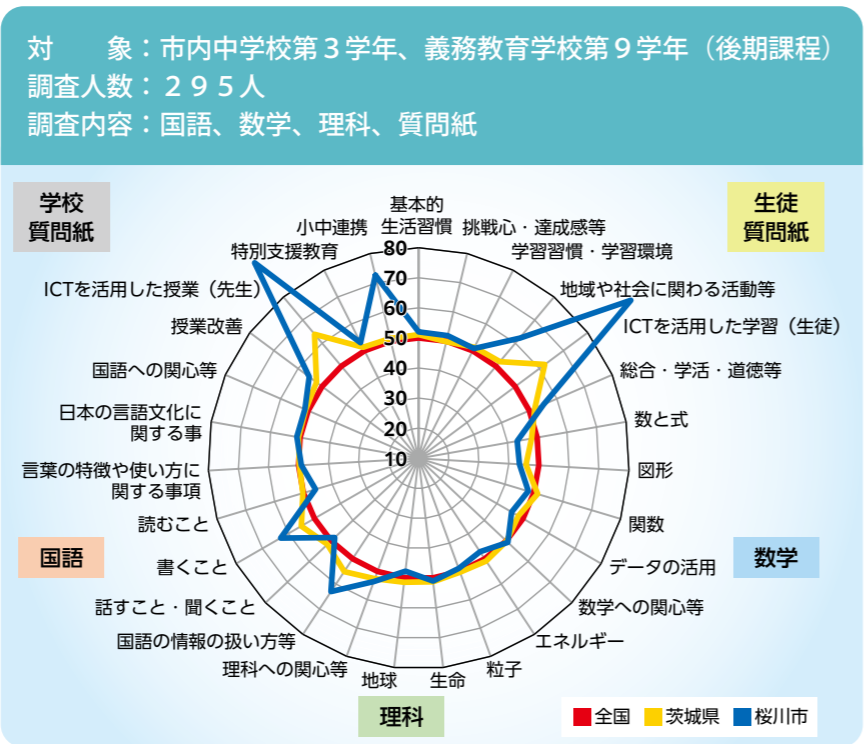 対　　象：市内中学校第３学年、義務教育学校第９学年（後期課程）
調査人数：２９５人
調査内容：国語、数学、理科、質問紙
学校
質問紙
生徒
質問紙
基本的
生活習慣
挑戦心・達成感等
学習習慣・学習環境
地域や社会に関わる活動等
ICTを活用した学習（生徒）
総合・学活・道徳等
数と式
図形
関数
データの活用
数学への関心等
エネルギー
粒子
生命
地球
理科への関心等
国語の情報の扱い方等
話すこと・聞くこと
書くこと
読むこと
言葉の特徴や使い方に
関する事項
日本の言語文化に
関する事
国語への関心等
授業改善
ICTを活用した授業（先生）
特別支援教育
小中連携
80
70
60
50
40
30
20
10
国語
数学
理科
全国
茨城県
桜川市